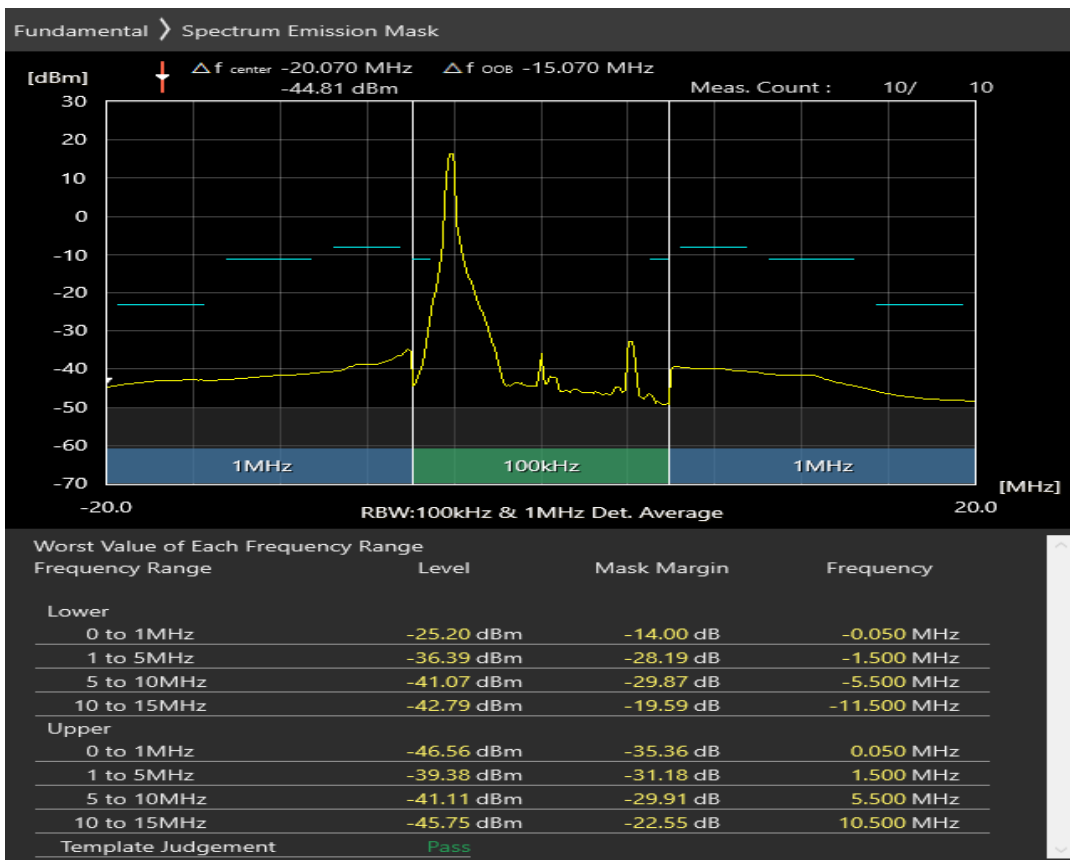 Fundamental ❯ Spectrum Emission Mask
[dBm] △f center -20.070 MHz △f OOB -15.070 MHz
-44.81 dBm Meas. Count : 10/ 10
30
20
10
0
-10
-20
-30
-40
-50
-60
1MHz 100kHz 1MHz
-70
[MHz]
-20.0 RBW:100kHz & 1MHz Det. Average 20.0
Worst Value of Each Frequency Range
Frequency Range Level Mask Margin Frequency
Lower
0 to 1MHz -25.20 dBm -14.00 dB -0.050 MHz
1 to 5MHz -36.39 dBm -28.19 dB -1.500 MHz
5 to 10MHz -41.07 dBm -29.87 dB -5.500 MHz
10 to 15MHz -42.79 dBm -19.59 dB -11.500 MHz
Upper
0 to 1MHz -46.56 dBm -35.36 dB 0.050 MHz
1 to 5MHz -39.38 dBm -31.18 dB 1.500 MHz
5 to 10MHz -41.11 dBm -29.91 dB 5.500 MHz
10 to 15MHz -45.75 dBm -22.55 dB 10.500 MHz
Template Judgement Pass